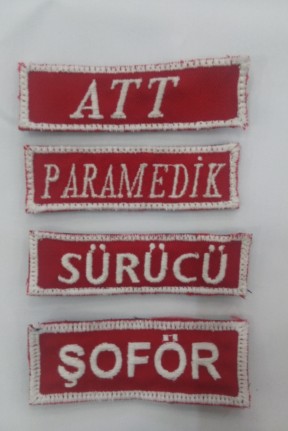 ATT
PARAMEDİK
SÜRÜCÜ
ŞOFÖR